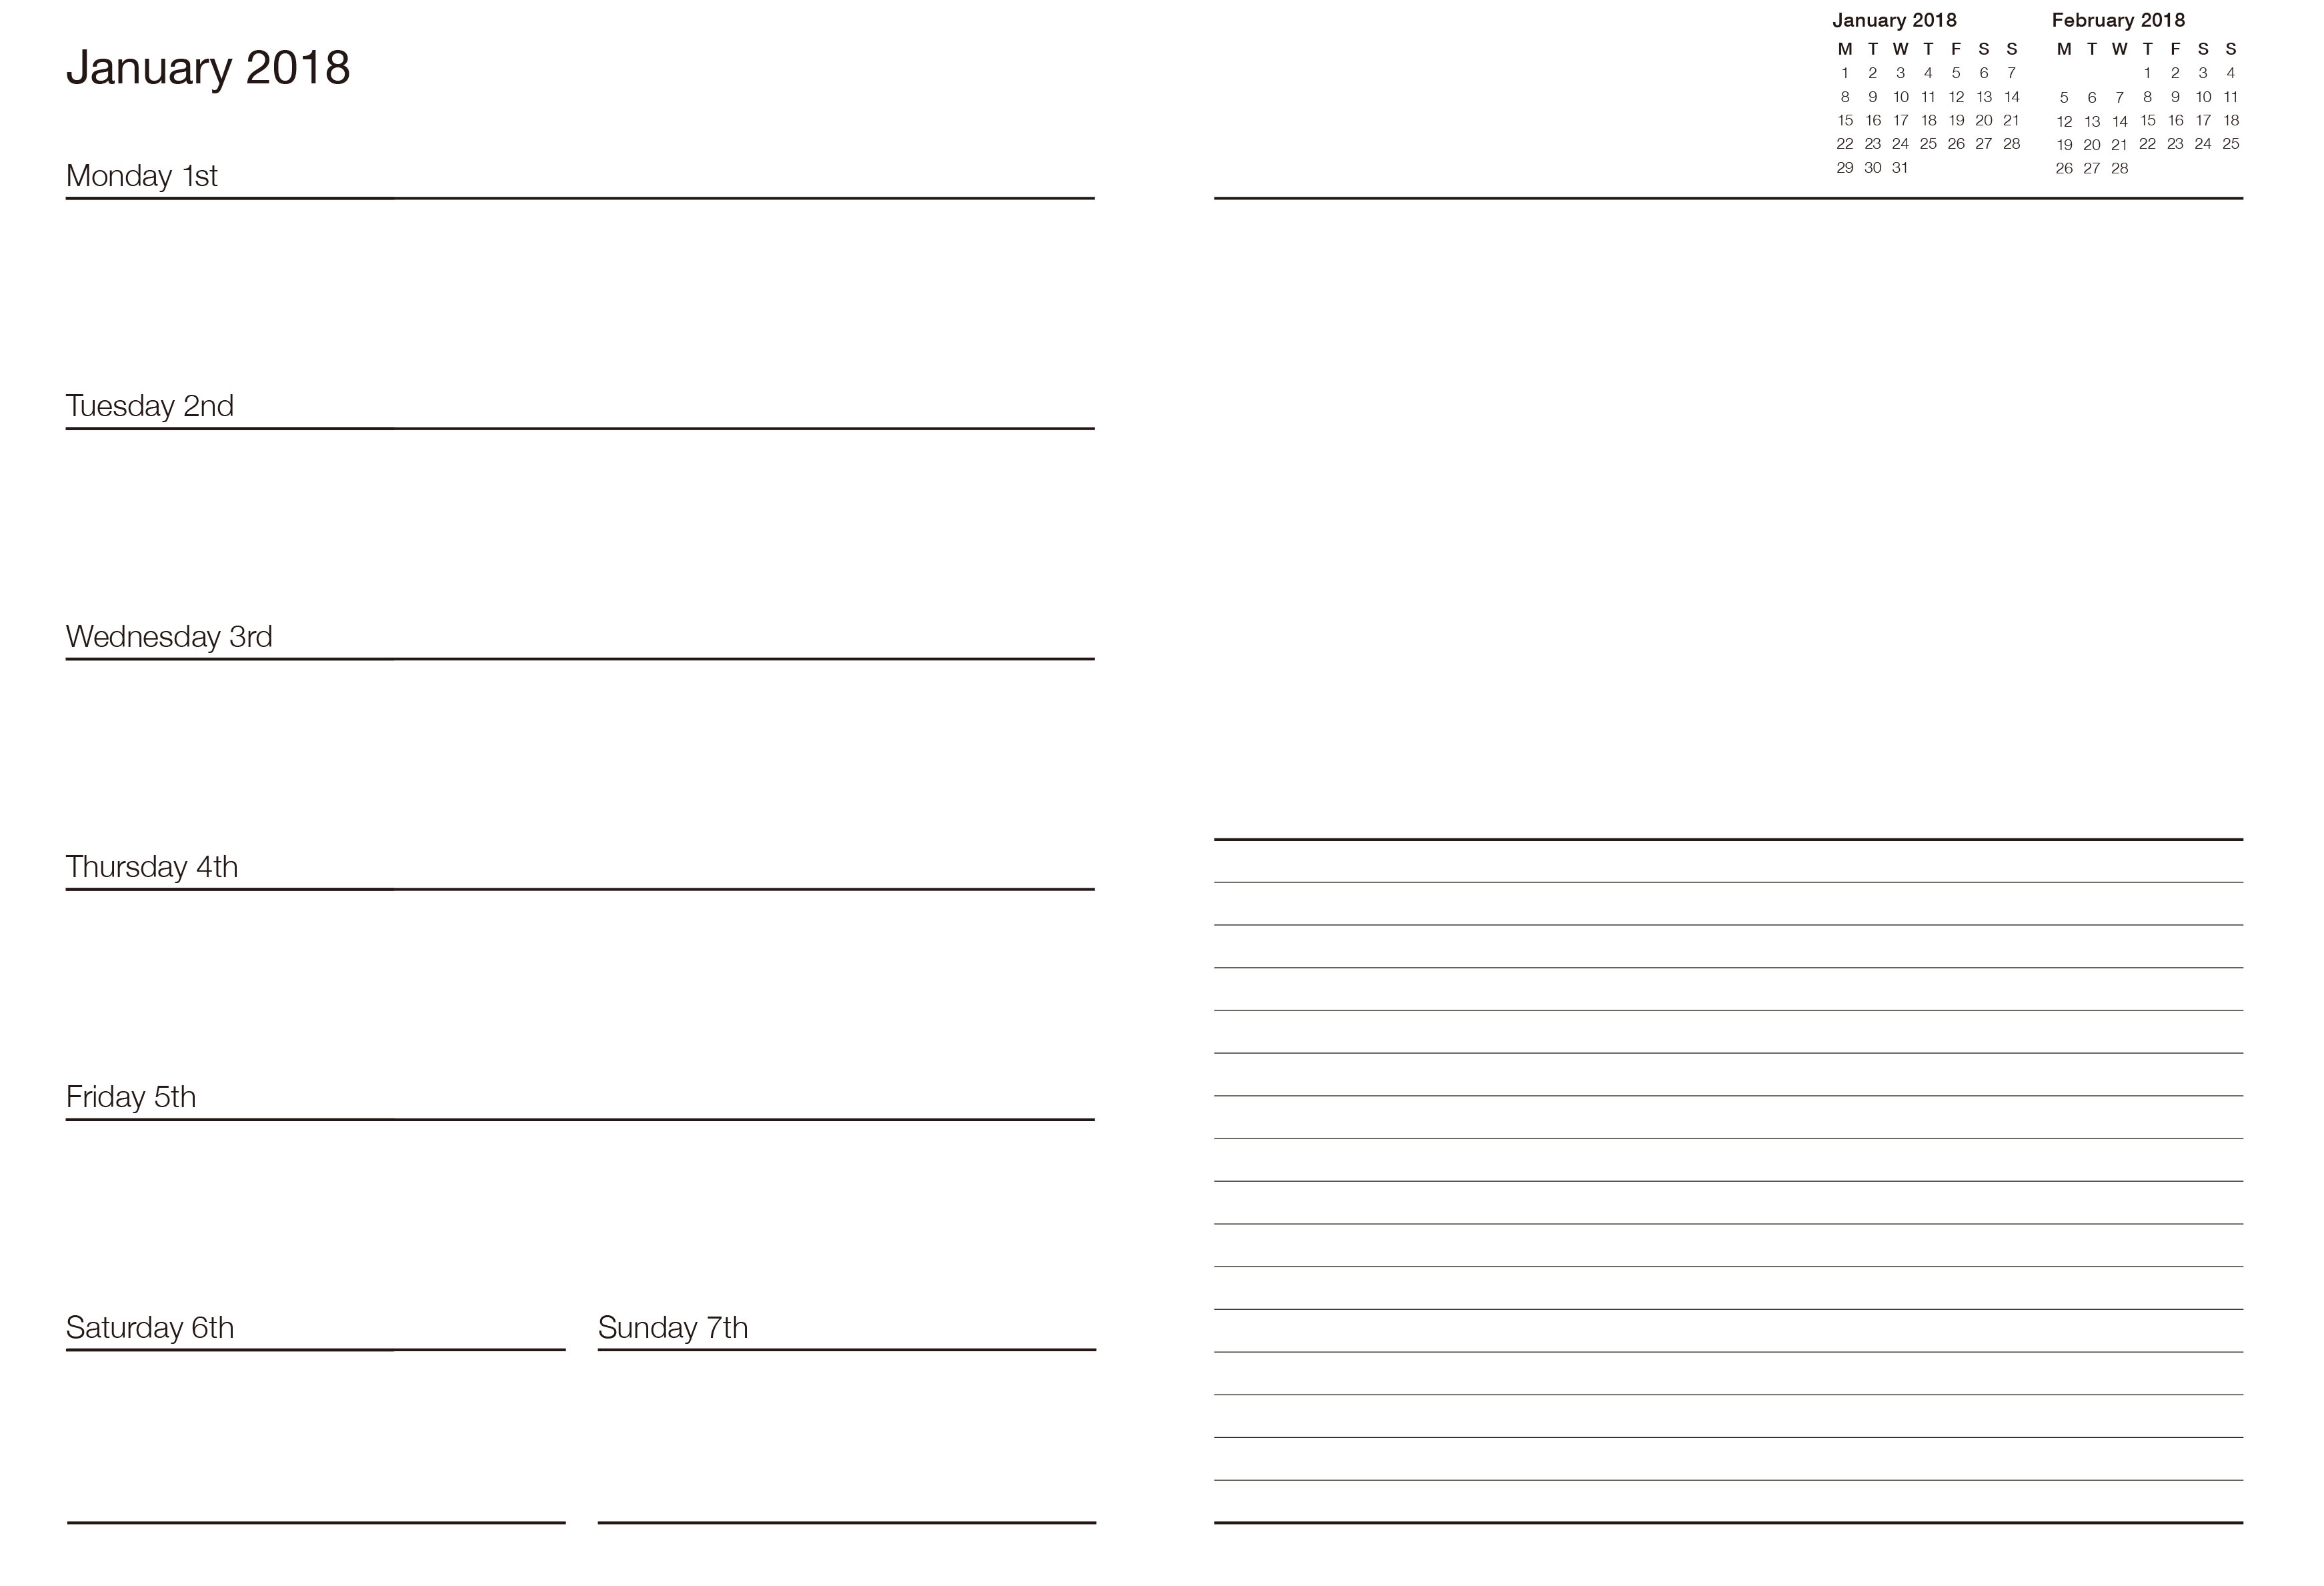 January 2018
Monday 1st
Tuesday 2nd
Wednesday 3rd
Thursday 4th
Friday 5th
Saturday 6th
Sunday 7th
January 2018
M T W T F S S
1 2 3 4 5 6 7
8 9 10 11 12 13 14
15 16 17 18 19 20 21
22 23 24 25 26 27 28
29 30 31
February 2018
M T W T F S S
1 2 3 4
5 6 7 8 9 10 11
12 13 14 15 16 17 18
19 20 21 22 23 24 25
26 27 28